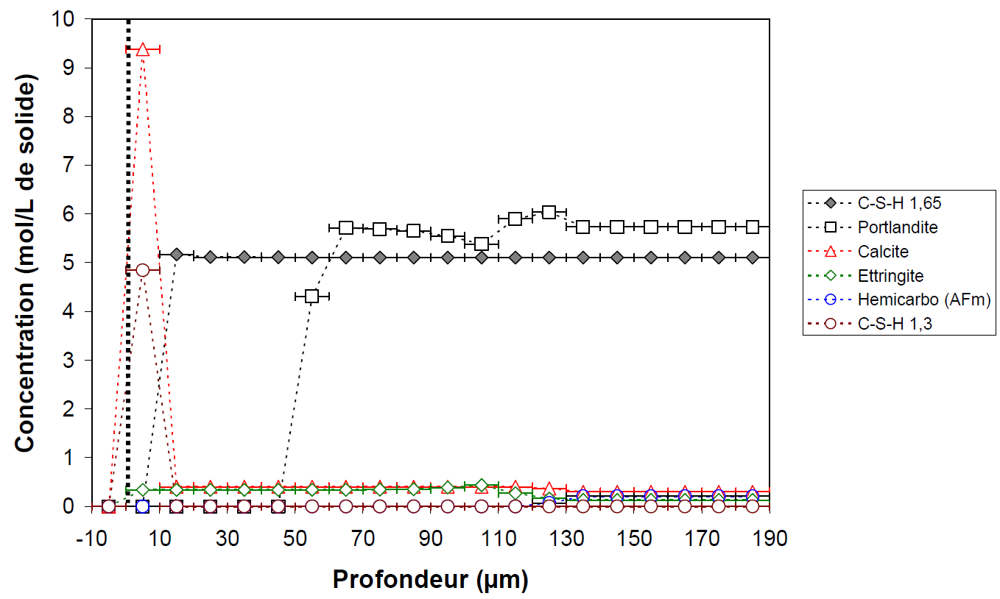 Concentration (mol/L de solide)
10
9
8
7
6
5
4
3
2
1
0
-10 10 30 50 70 90 110 130 150 170 190
Profondeur (µm)
C-S-H 1,65
Portlandite
Calcite
Ettringite
Hemicarbo (AFm)
C-S-H 1,3